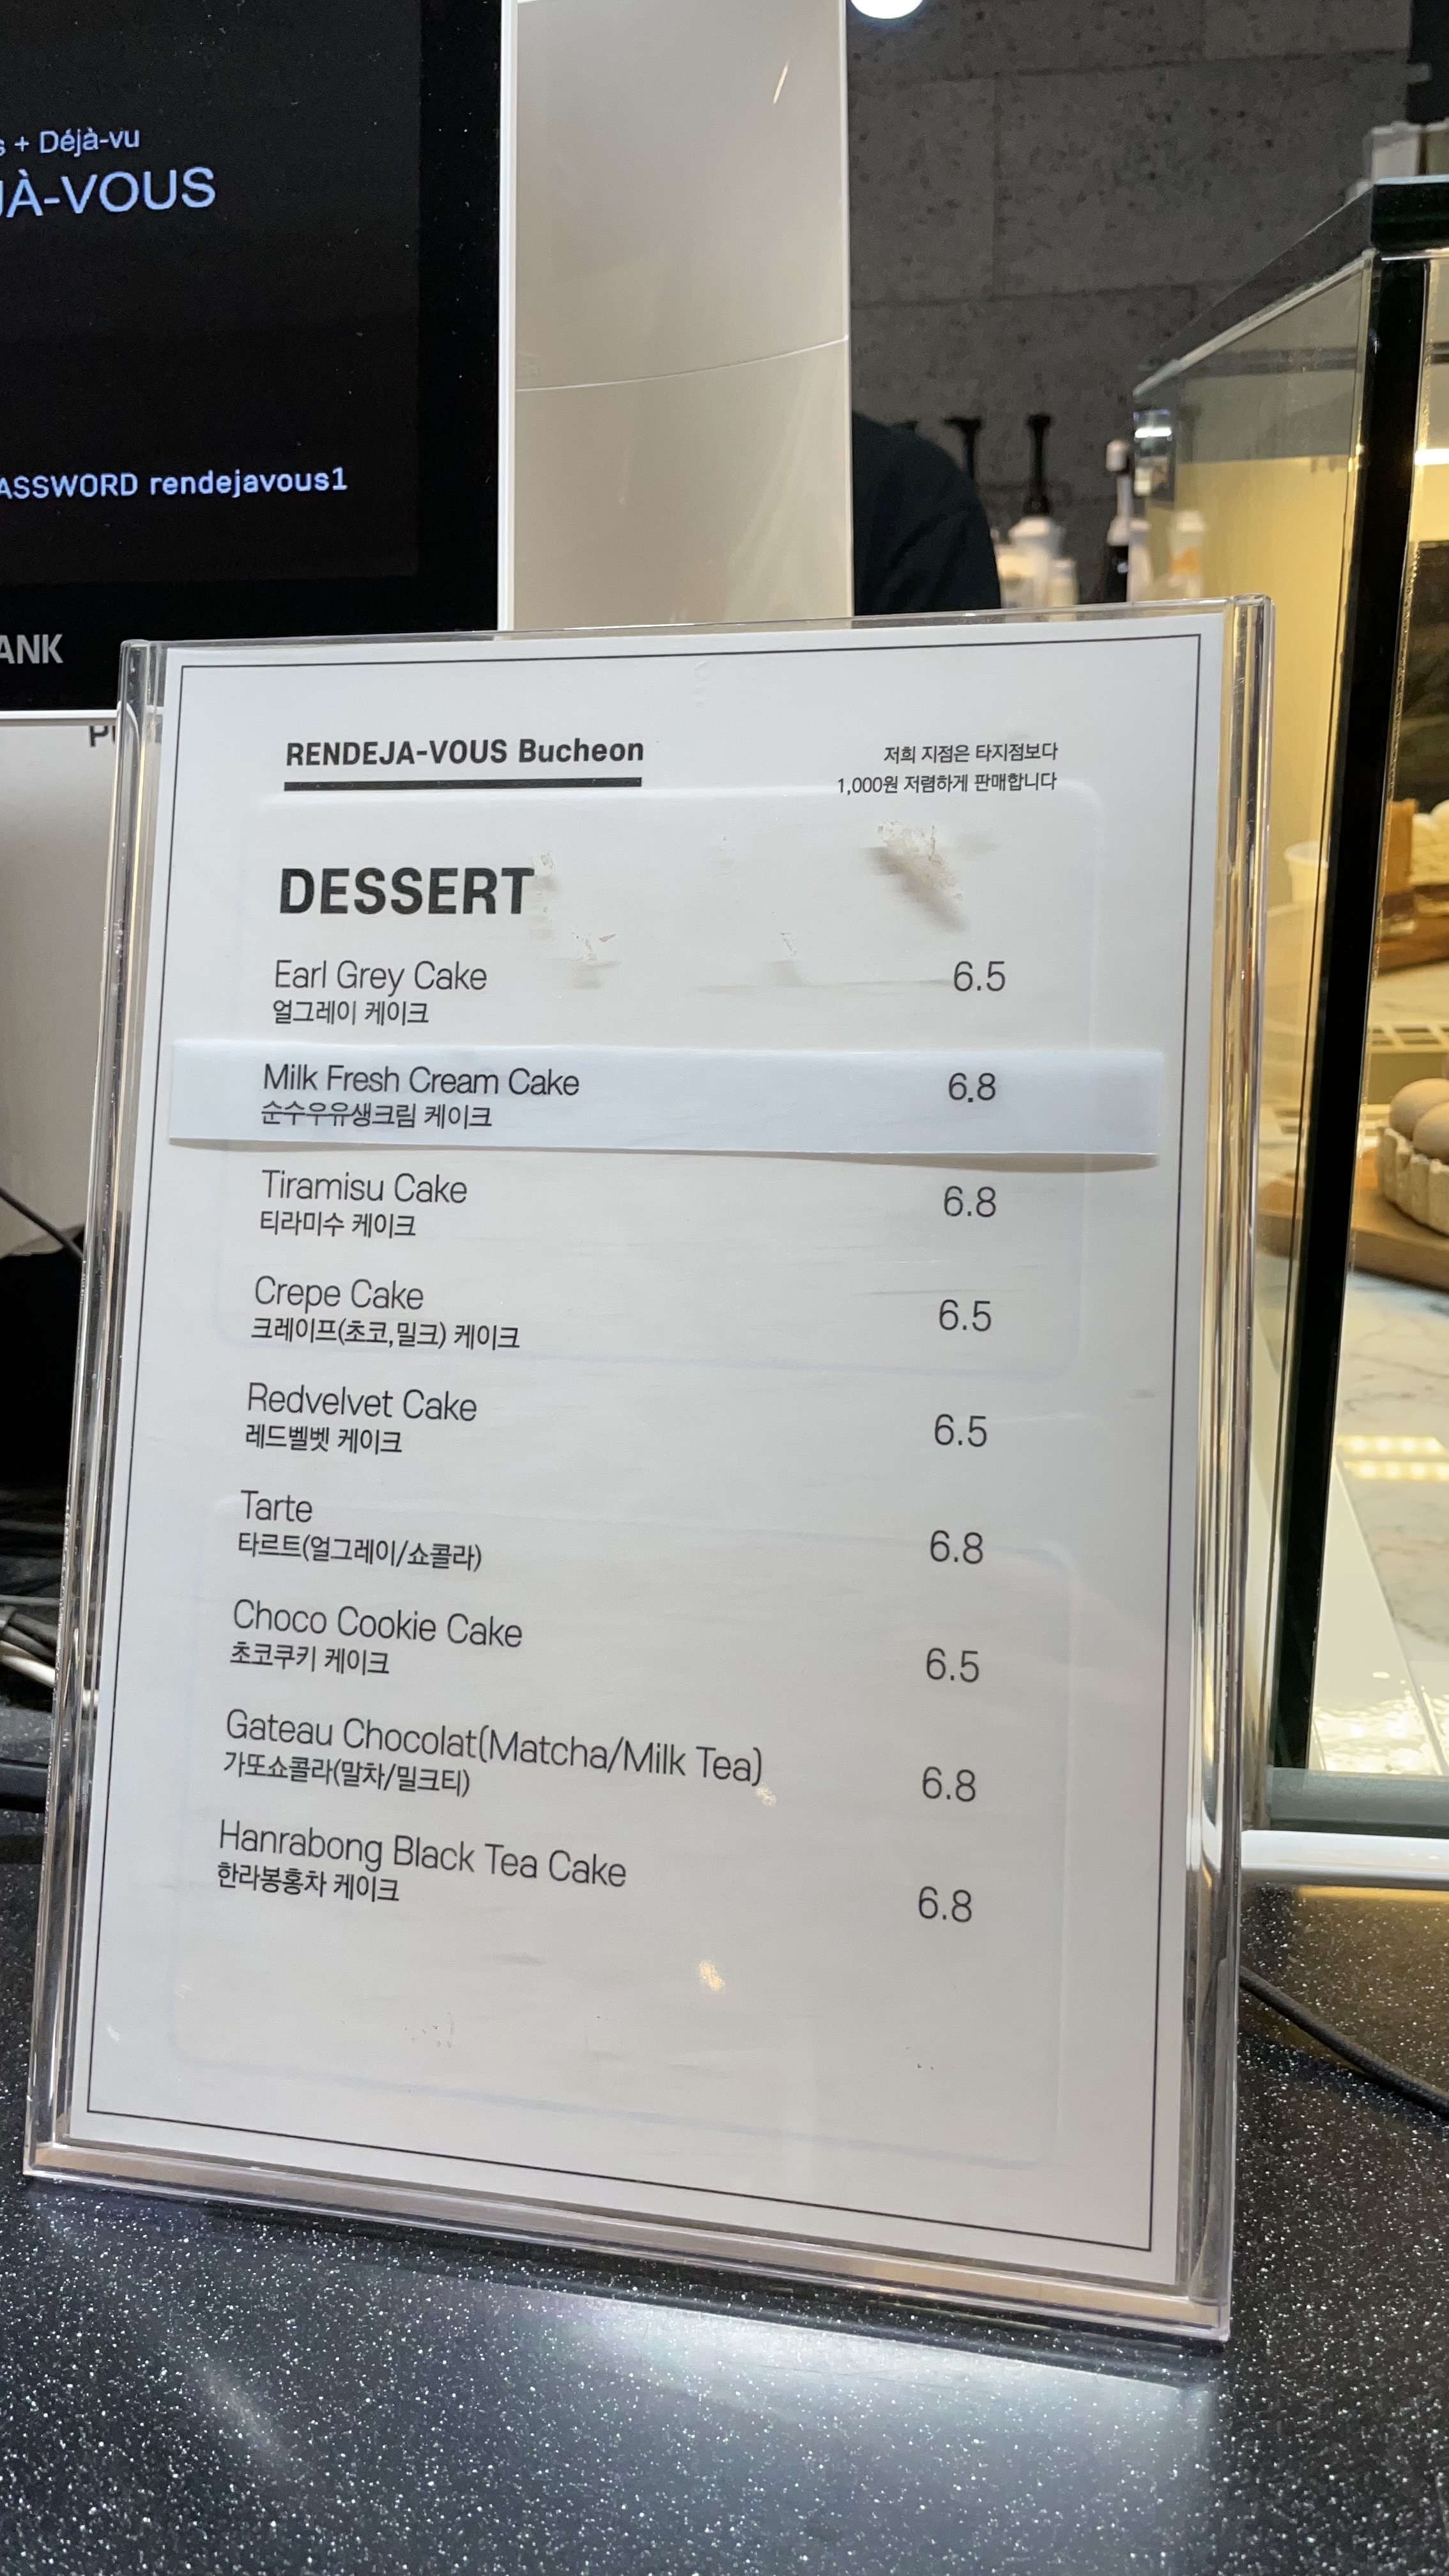 + Déjà-vu
JÀ-VOUS
ASSWORD rendejavous1
ANK
RENDEJA-VOUS Bucheon
저희 지점은 타지점보다
1,000원 저렴하게 판매합니다
DESSERT
Earl Grey Cake 6.5
얼그레이 케이크
Milk Fresh Cream Cake 6.8
순수우유생크림 케이크
Tiramisu Cake 6.8
티라미수 케이크
Crepe Cake 6.5
크레이프(초코,밀크) 케이크
Redvelvet Cake 6.5
레드벨벳 케이크
Tarte 6.8
타르트(얼그레이/쇼콜라)
Choco Cookie Cake 6.5
초코쿠키 케이크
Gateau Chocolat(Matcha/Milk Tea) 6.8
가또쇼콜라(말차/밀크티)
Hanrabong Black Tea Cake 6.8
한라봉홍차 케이크